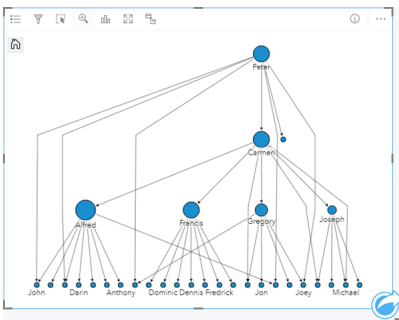 Peter
Carmen
Alfred
Francis
Gregory
Joseph
John Darin Anthony Dominic Dennis Fredrick Jon Joey Michael